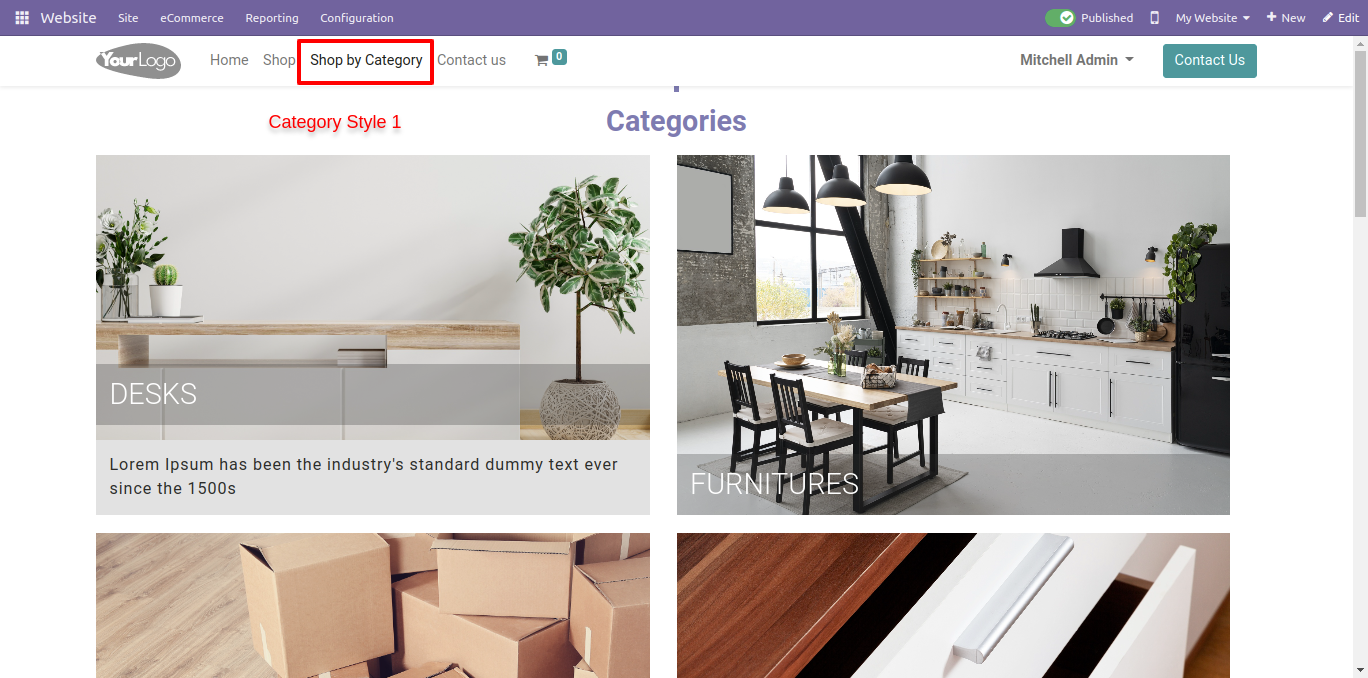 Website Site eCommerce Reporting Configuration Published My Website New Edit
YourLogo Home Shop Shop by Category Contact us 0 Mitchell Admin Contact Us
Category Style 1
Categories
DESKS
Lorem Ipsum has been the industry's standard dummy text ever
since the 1500s
FURNITURES